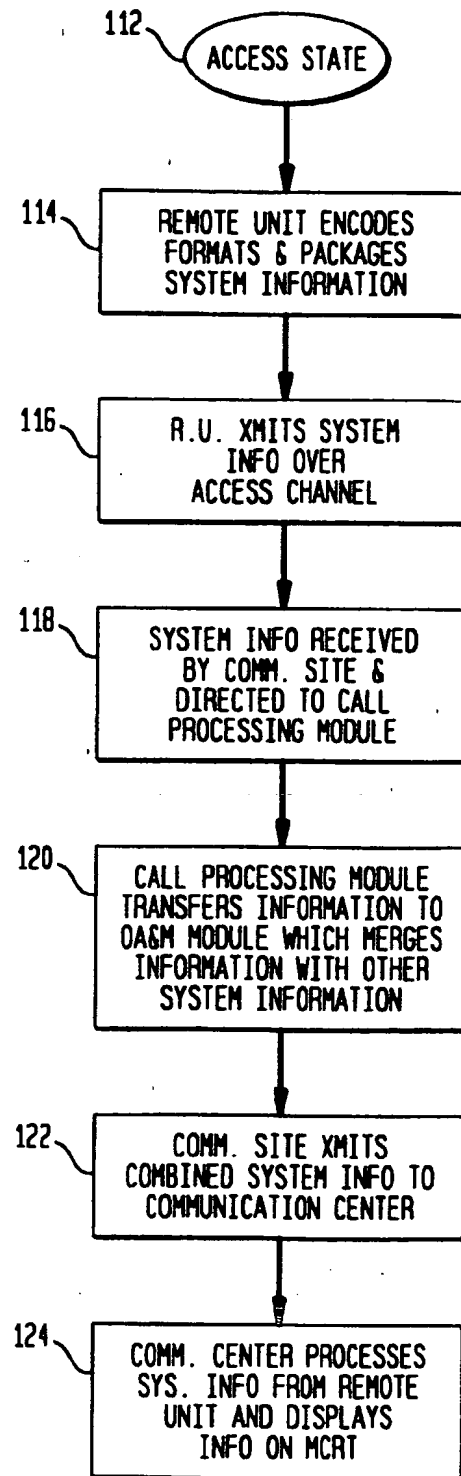 112
ACCESS STATE
114
REMOTE UNIT ENCODES
FORMATS & PACKAGES
SYSTEM INFORMATION
116
R.U. XMITS SYSTEM
INFO OVER
ACCESS CHANNEL
118
SYSTEM INFO RECEIVED
BY COMM. SITE &
DIRECTED TO CALL
PROCESSING MODULE
120
CALL PROCESSING MODULE
TRANSFERS INFORMATION TO
OA&M MODULE WHICH MERGES
INFORMATION WITH OTHER
SYSTEM INFORMATION
122
COMM. SITE XMITS
COMBINED SYSTEM INFO TO
COMMUNICATION CENTER
124
COMM. CENTER PROCESSES
SYS. INFO FROM REMOTE
UNIT AND DISPLAYS
INFO ON MCRT